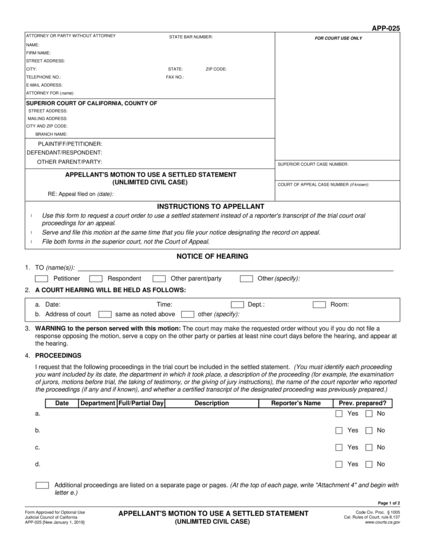 APP-025
ATTORNEY OR PARTY WITHOUT ATTORNEY STATE BAR NUMBER:
FOR COURT USE ONLY
NAME:
FIRM NAME:
STREET ADDRESS:
CITY: STATE: ZIP CODE:
TELEPHONE NO.: FAX NO.:
E-MAIL ADDRESS:
ATTORNEY FOR (name):
SUPERIOR COURT OF CALIFORNIA, COUNTY OF
STREET ADDRESS:
MAILING ADDRESS:
CITY AND ZIP CODE:
BRANCH NAME:
PLAINTIFF/PETITIONER:
DEFENDANT/RESPONDENT:
OTHER PARENT/PARTY:
SUPERIOR COURT CASE NUMBER:
APPELLANT'S MOTION TO USE A SETTLED STATEMENT
(UNLIMITED CIVIL CASE)
COURT OF APPEAL CASE NUMBER (if known):
RE: Appeal filed on (date):
INSTRUCTIONS TO APPELLANT
Use this form to request a court order to use a settled statement instead of a reporter's transcript of the trial court oral
proceedings for an appeal.
Serve and file this motion at the same time that you file your notice designating the record on appeal.
File both forms in the superior court, not the Court of Appeal.
NOTICE OF HEARING
1. TO (name(s)):
Petitioner Respondent Other parent/party Other (specify):
2. A COURT HEARING WILL BE HELD AS FOLLOWS:
a. Date: Time: Dept.: Room:
b. Address of court same as noted above other (specify):
3. WARNING to the person served with this motion: The court may make the requested order without you if you do not file a
response opposing the motion, serve a copy on the other party or parties at least nine court days before the hearing, and appear at
the hearing.
4. PROCEEDINGS
I request that the following proceedings in the trial court be included in the settled statement. (You must identify each proceeding
you want included by its date, the department in which it took place, a description of the proceeding (for example, the examination
of jurors, motions before trial, the taking of testimony, or the giving of jury instructions), the name of the court reporter who reported
the proceedings (if any and if known), and whether a certified transcript of the designated proceeding was previously prepared.)
Date Department Full/Partial Day Description Reporter's Name Prev. prepared?
a. Yes No
b. Yes No
c. Yes No
d. Yes No
Additional proceedings are listed on a separate page or pages. (At the top of each page, write "Attachment 4" and begin with
letter e.)
Page 1 of 2
Form Approved for Optional Use
Judicial Council of California
APP-025 [New January 1, 2019]
APPELLANT'S MOTION TO USE A SETTLED STATEMENT
(UNLIMITED CIVIL CASE)
Code Civ. Proc. § 1005
Cal. Rules of Court, rule 8.137
www.courts.ca.gov